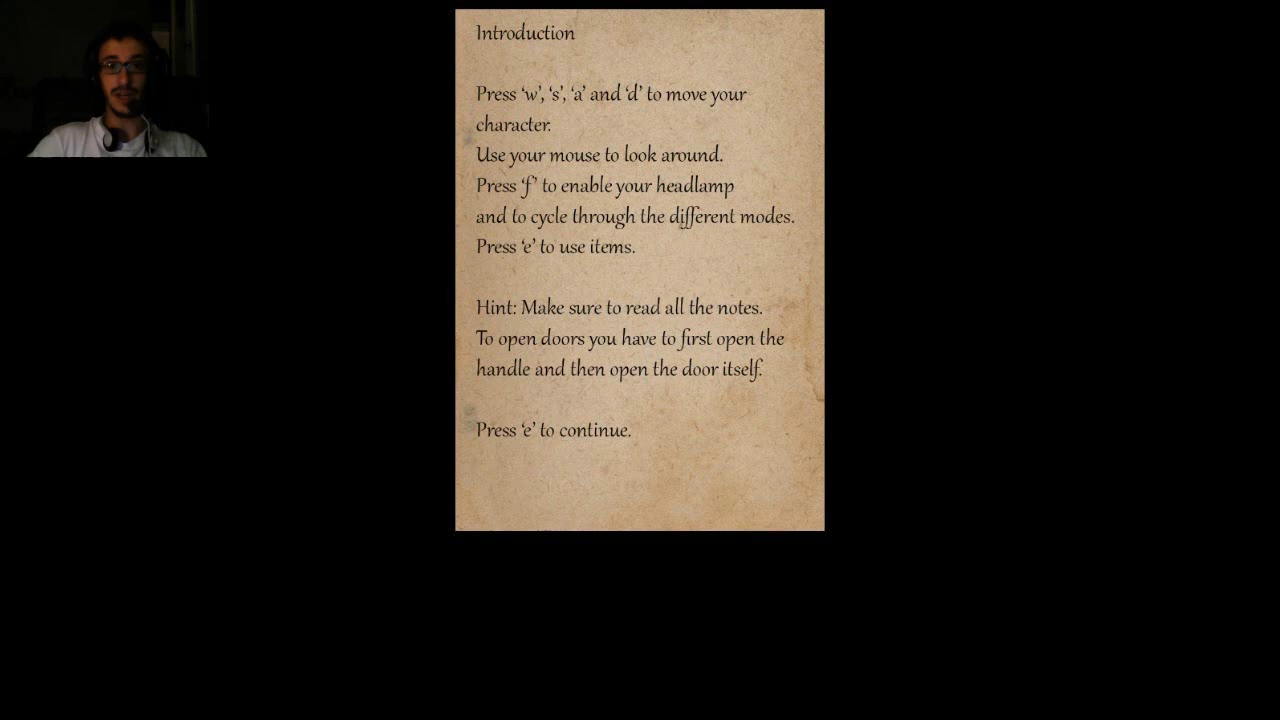 Introduction
Press ‘w’, ‘s’, ‘a’ and ‘d’ to move your
character.
Use your mouse to look around.
Press ‘f’ to enable your headlamp
and to cycle through the different modes.
Press ‘e’ to use items.
Hint: Make sure to read all the notes.
To open doors you have to first open the
handle and then open the door itself.
Press ‘e’ to continue.